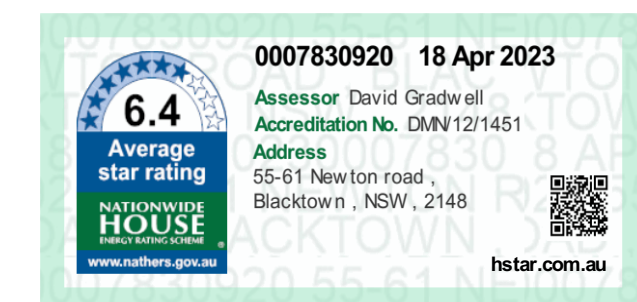 0007830920 18 Apr 2023
6.4
Average
star rating
NATIONWIDE
HOUSE
ENERGY RATING SCHEME
www.nathers.gov.au
Assessor David Gradwell
Accreditation No. DMN/12/1451
Address
55-61 Newton road ,
Blacktown , NSW , 2148
hstar.com.au